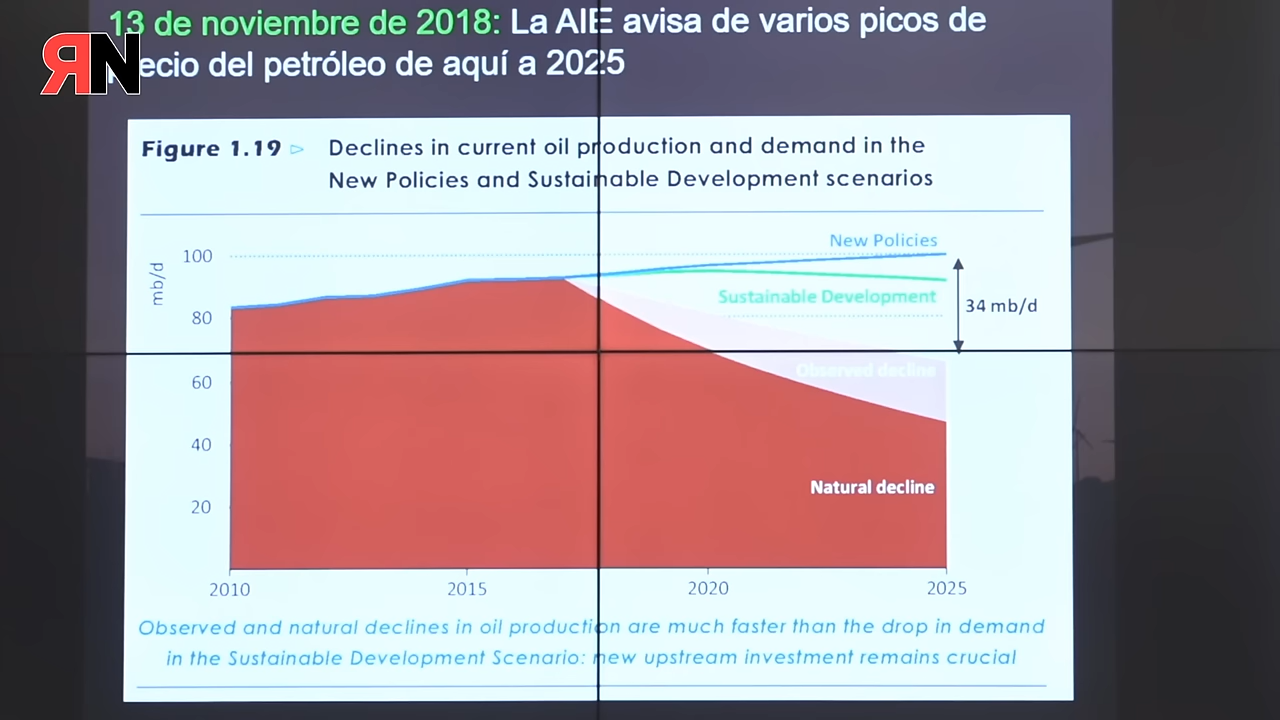 13 de noviembre de 2018: La AIE avisa de varios picos de
precio del petróleo de aquí a 2025
ЯN
Figure 1.19 ▷ Declines in current oil production and demand in the
New Policies and Sustainable Development scenarios
mb/d
100
80
60
40
20
New Policies
Sustainable Development
34 mb/d
Observed decline
Natural decline
2010 2015 2020 2025
Observed and natural declines in oil production are much faster than the drop in demand
in the Sustainable Development Scenario: new upstream investment remains crucial